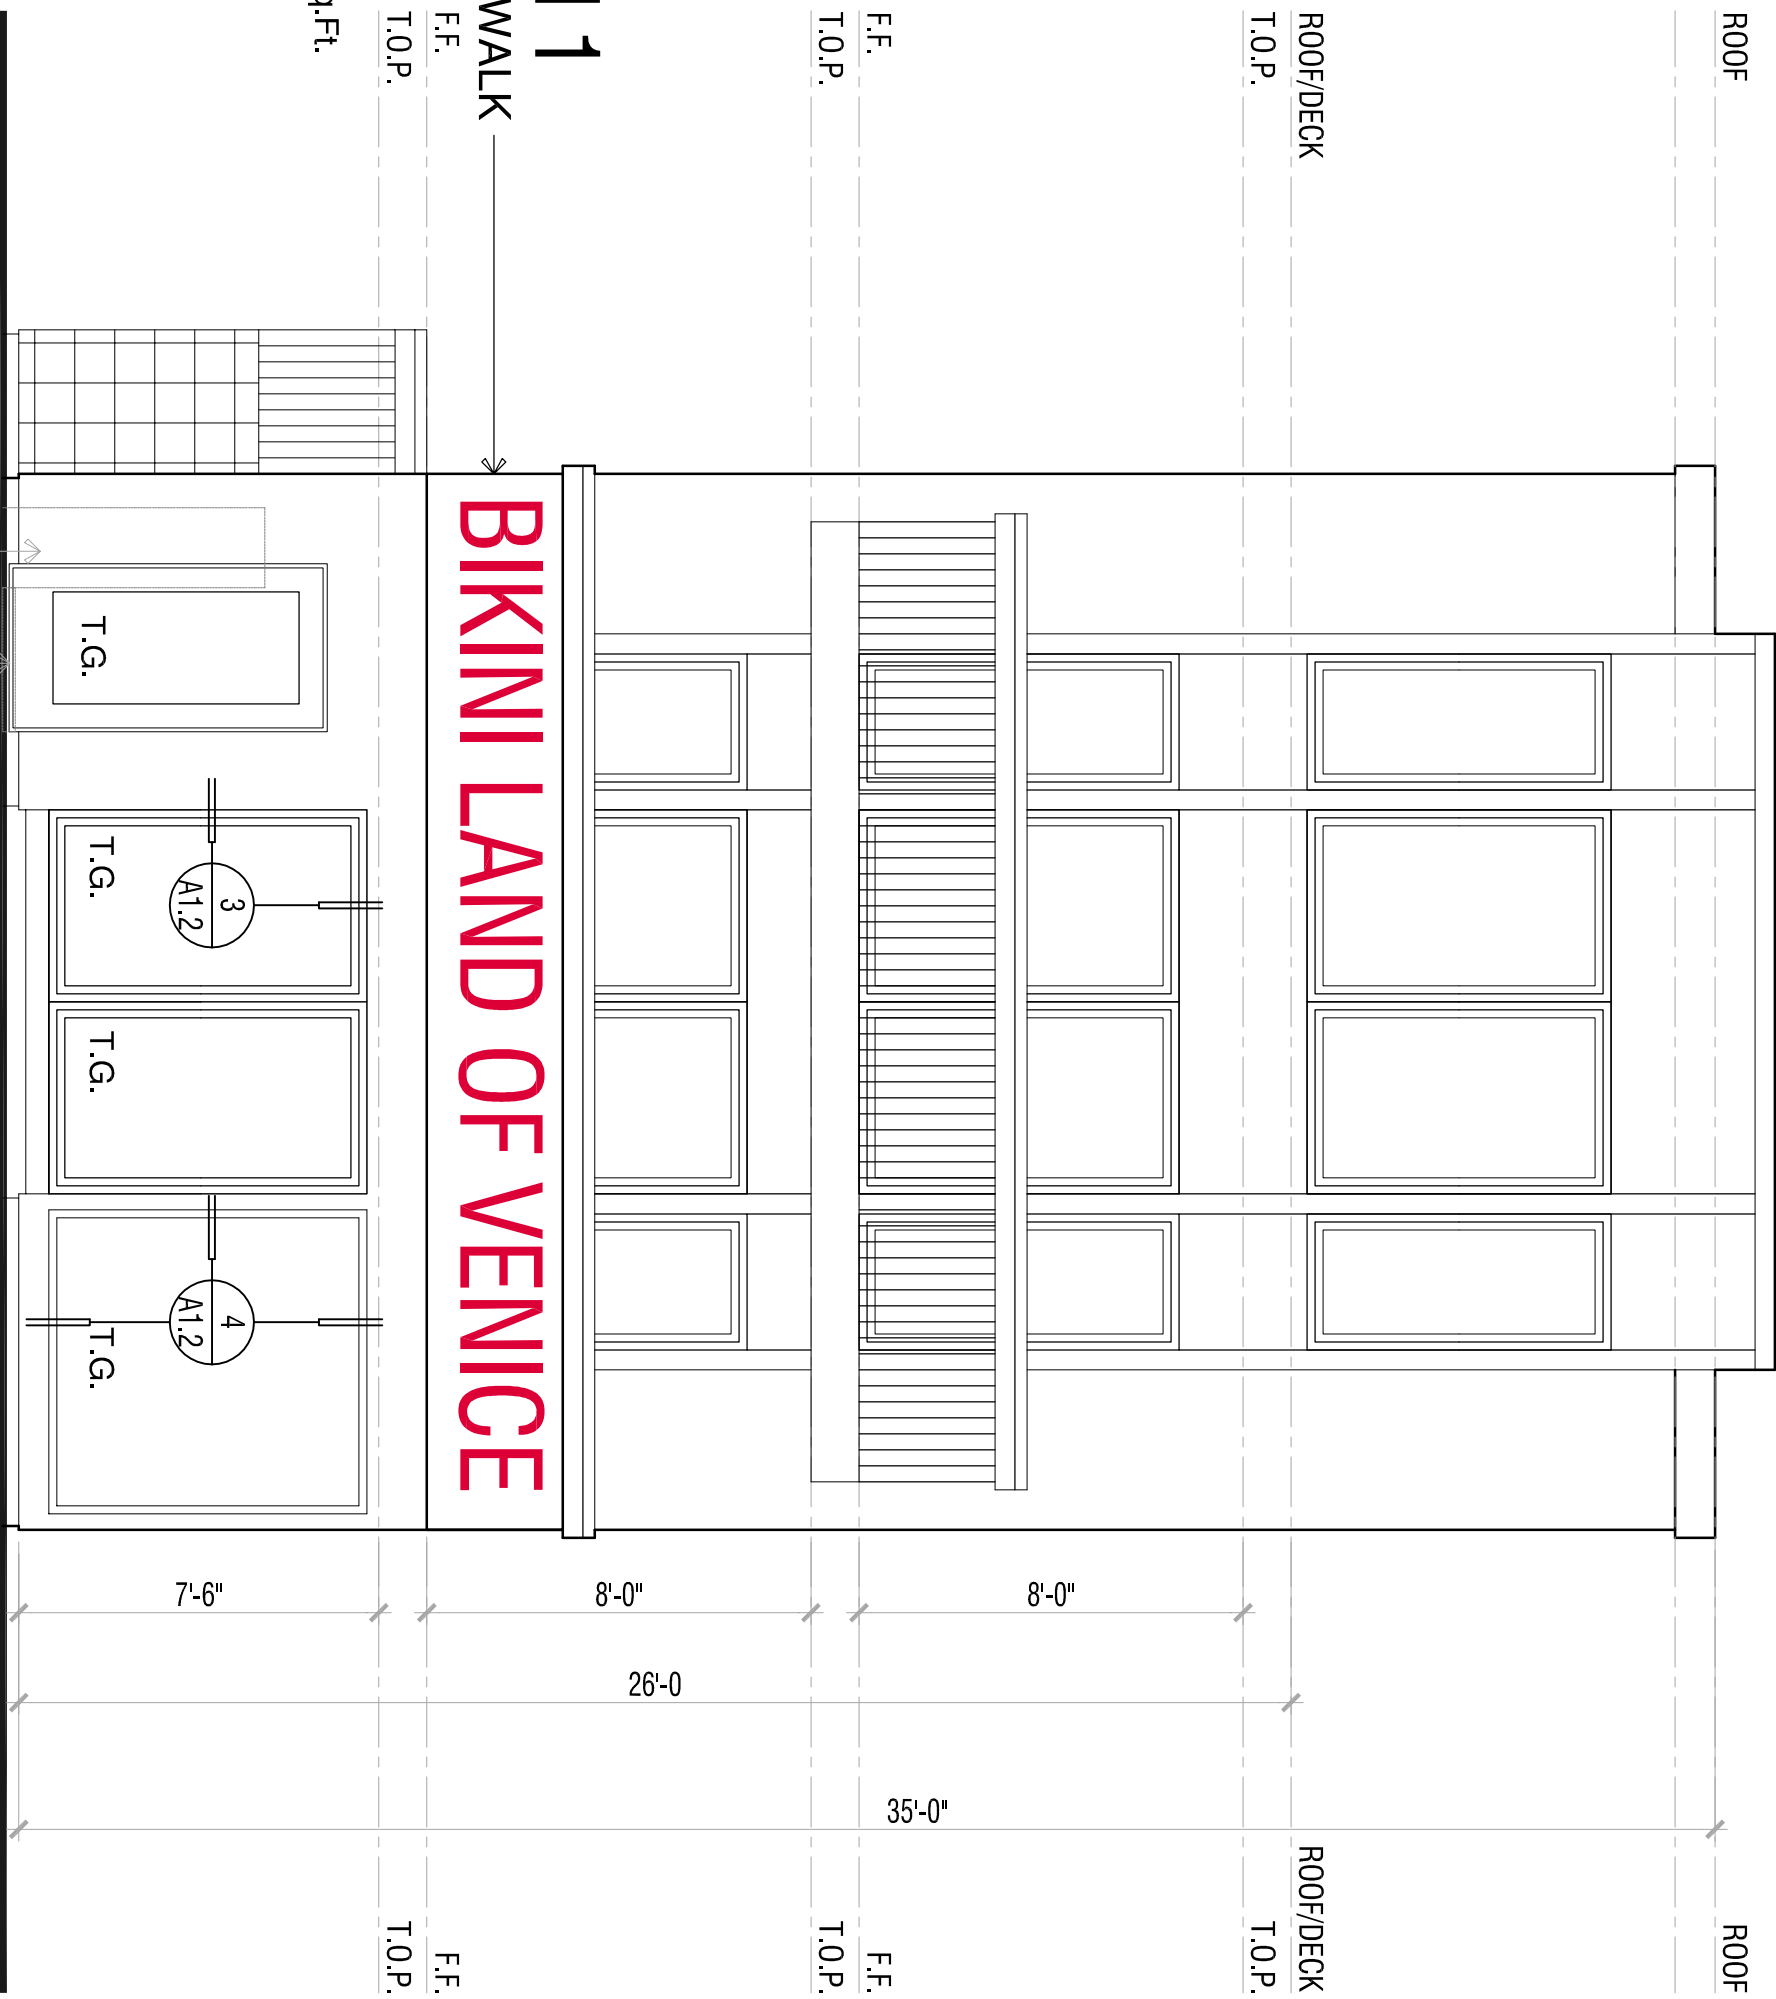 ROOF
ROOF
ROOF/DECK
T.O.P.
ROOF/DECK
T.O.P.
35'-0"
26'-0
8'-0"
F.F.
T.O.P.
F.F.
T.O.P.
8'-0"
1
WALK
BIKINI LAND OF VENICE
F.F.
T.O.P.
F.F.
T.O.P.
7'-6"
.Ft.
3
A1.2
4
A1.2
T.G.
T.G.
T.G.
T.G.